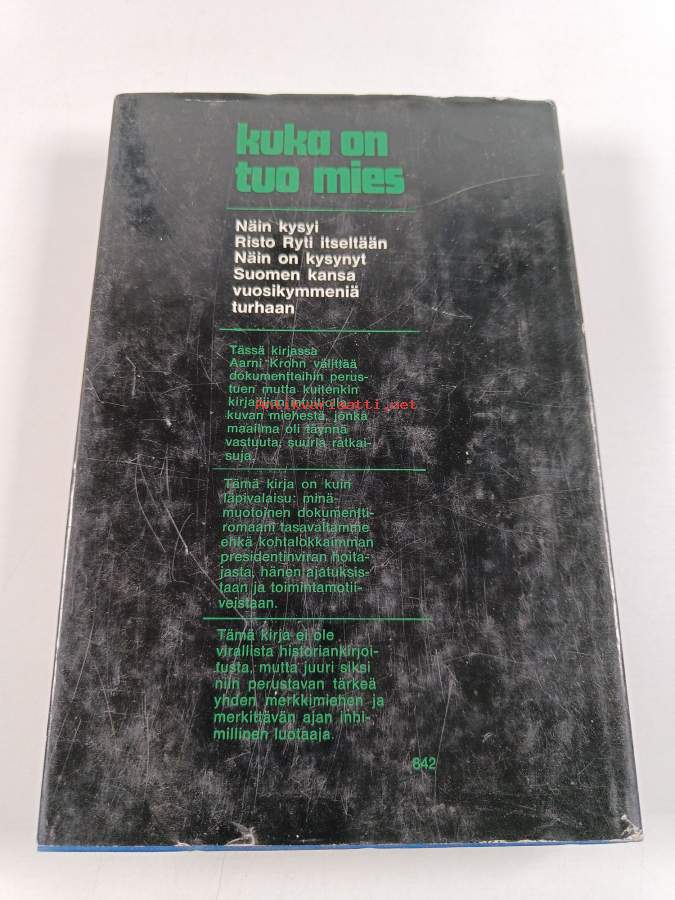 kuka on
tuo mies
Näin kysyi
Risto Ryti itseltään
Näin on kysynyt
Suomen kansa
vuosikymmeniä
turhaan
Tässä kirjassa
Aarni Krohn välittää
dokumentteihin perus-
tuen mutta kuitenkin
kirjailijan intuitiolla
Antikvariaatti.net
kuvan miehestä, jonka
maailma oli täynnä
vastuuta, suuria ratkai-
suja.
Tämä kirja on kuin
läpivalaisu: minä-
muotoinen dokumentti-
romaani tasavaltamme
ehkä kohtalokkaimman
presidentinviran hoita-
jasta, hänen ajatuksis-
taan ja toimintamotii-
veistaan.
Tämä kirja ei ole
virallista historiankirjoi-
tusta, mutta juuri siksi
niin perustavan tärkeä
yhden merkkimiehen ja
merkittävän ajan inhi-
millinen luotaaja.
842